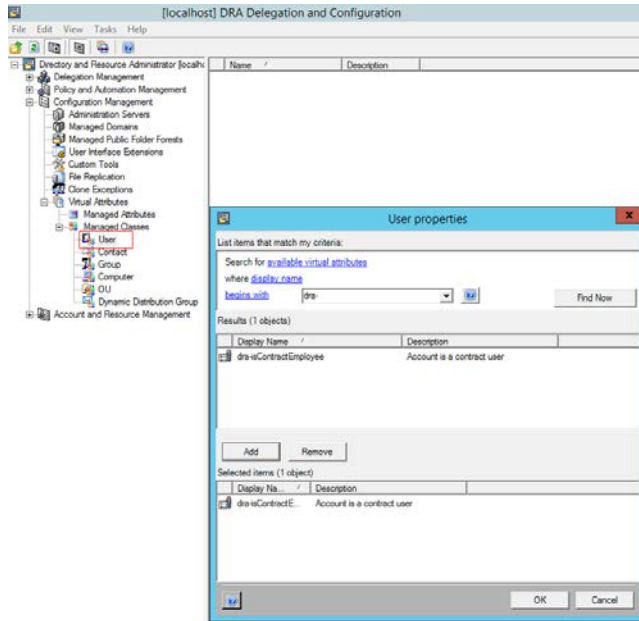 [localhost] DRA Delegation and Configuration
File Edit View Tasks Help
Directory and Resource Administrator [localh
Name Description
Delegation Management
Policy and Automation Management
Configuration Management
Administration Servers
Managed Domains
Managed Public Folder Forests
User Interface Extensions
Custom Tools
File Replication
Clone Exceptions
Virtual Attributes
Managed Attributes
Managed Classes
User
Contact
Group
Computer
OU
Dynamic Distribution Group
Account and Resource Management
User properties
x
List items that match my criteria:
Search for available virtual attributes
where display name
begins with dra- Find Now
Results (1 objects)
Display Name Description
dra-isContractEmployee Account is a contract user
Add Remove
Selected items (1 object)
Display Na... Description
dra-isContractE... Account is a contract user
OK Cancel